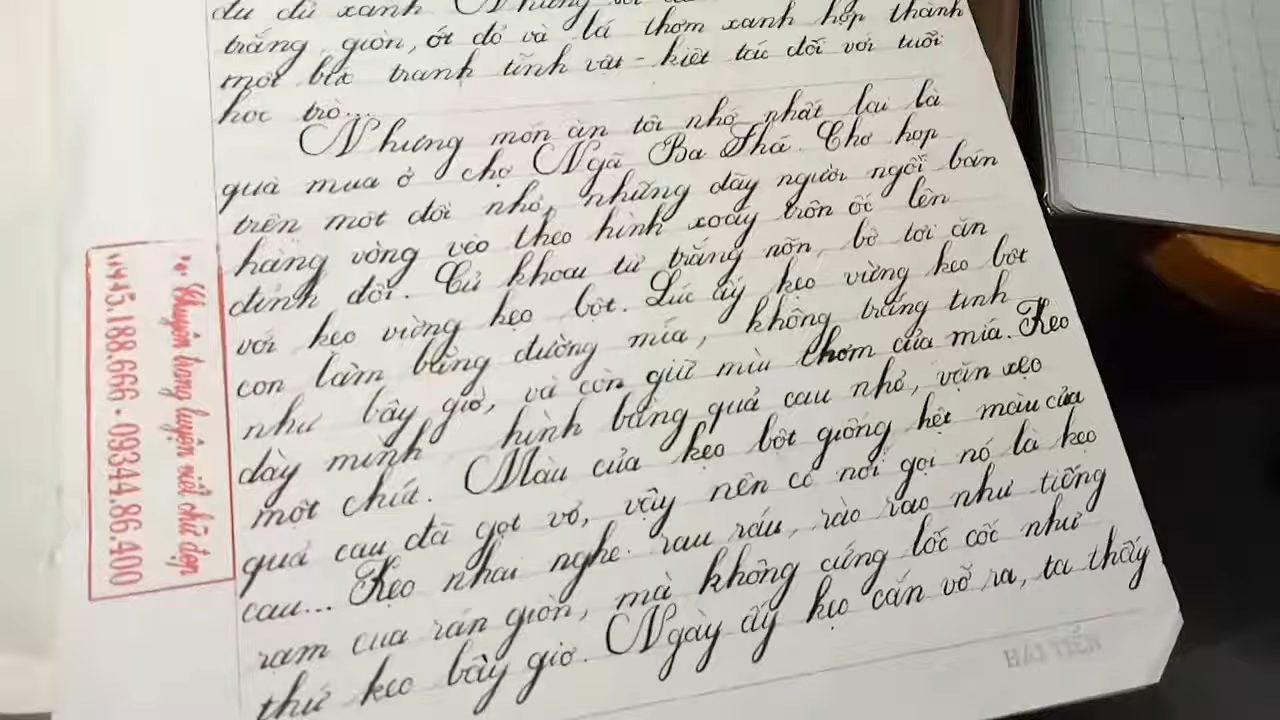 đu đủ xanh Nhưng
trắng, giòn, ớt đỏ và lá thơm xanh hợp thành
một bức tranh tĩnh vật - kiệt tác đối với tuổi
học trò...
Nhưng món ăn tôi nhớ nhất lại là
quà mua ở chợ Ngã Ba Thá. Chợ họp
trên một đồi nhỏ, những dãy người ngồi bán
hàng vòng vèo theo hình xoáy trôn ốc lên
đỉnh đồi. Củ khoai từ trắng nõn, bở tơi ăn
với kẹo vừng kẹo bột. Lúc ấy kẹo vừng kẹo bột
còn làm bằng đường mía, không trắng tinh
như bây giờ, và còn giữ mùi thơm của mía. Kẹo
dày mình hình bằng quả cau nhỏ, vặn xẹo
một chút. Màu của kẹo bột giống hệt màu của
quả cau đã gọt vỏ, vậy nên có nơi gọi nó là kẹo
cau... Kẹo nhai nghe rau ráu, rào rạo như tiếng
rạm cua rán giòn, mà không cứng lốc cốc như
thứ kẹo bây giờ. Ngày ấy kẹo cắn vỡ ra, ta thấy
Chuyên trang luyện viết chữ đẹp
45.188.666 - 09344.86.400
HẢI TIẾN